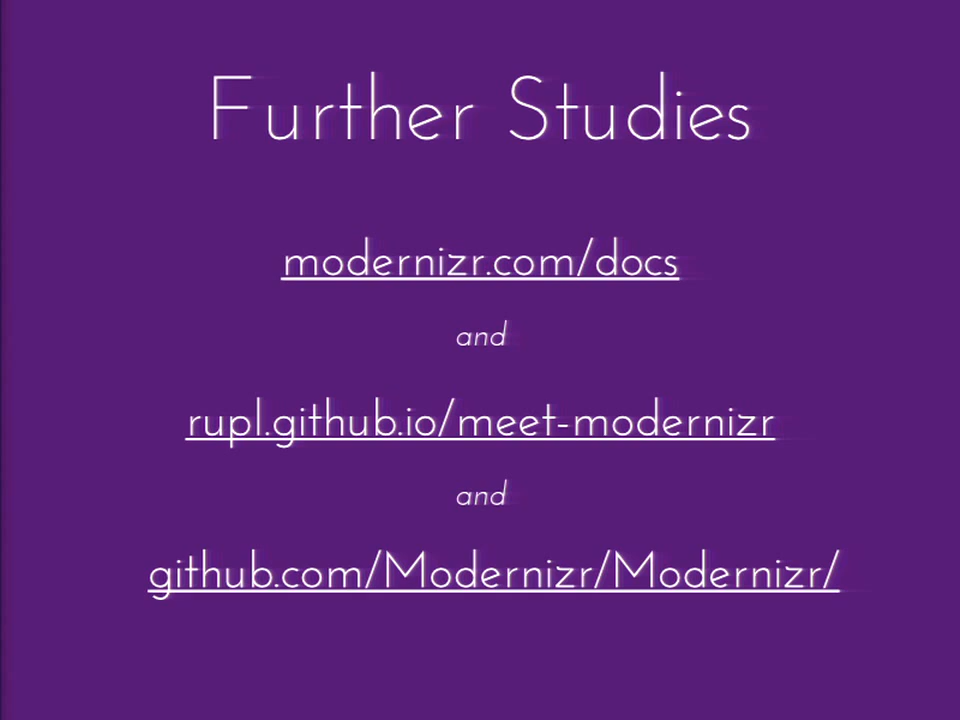 Further Studies
modernizr.com/docs
and
rupl.github.io/meet-modernizr
and
github.com/Modernizr/Modernizr/